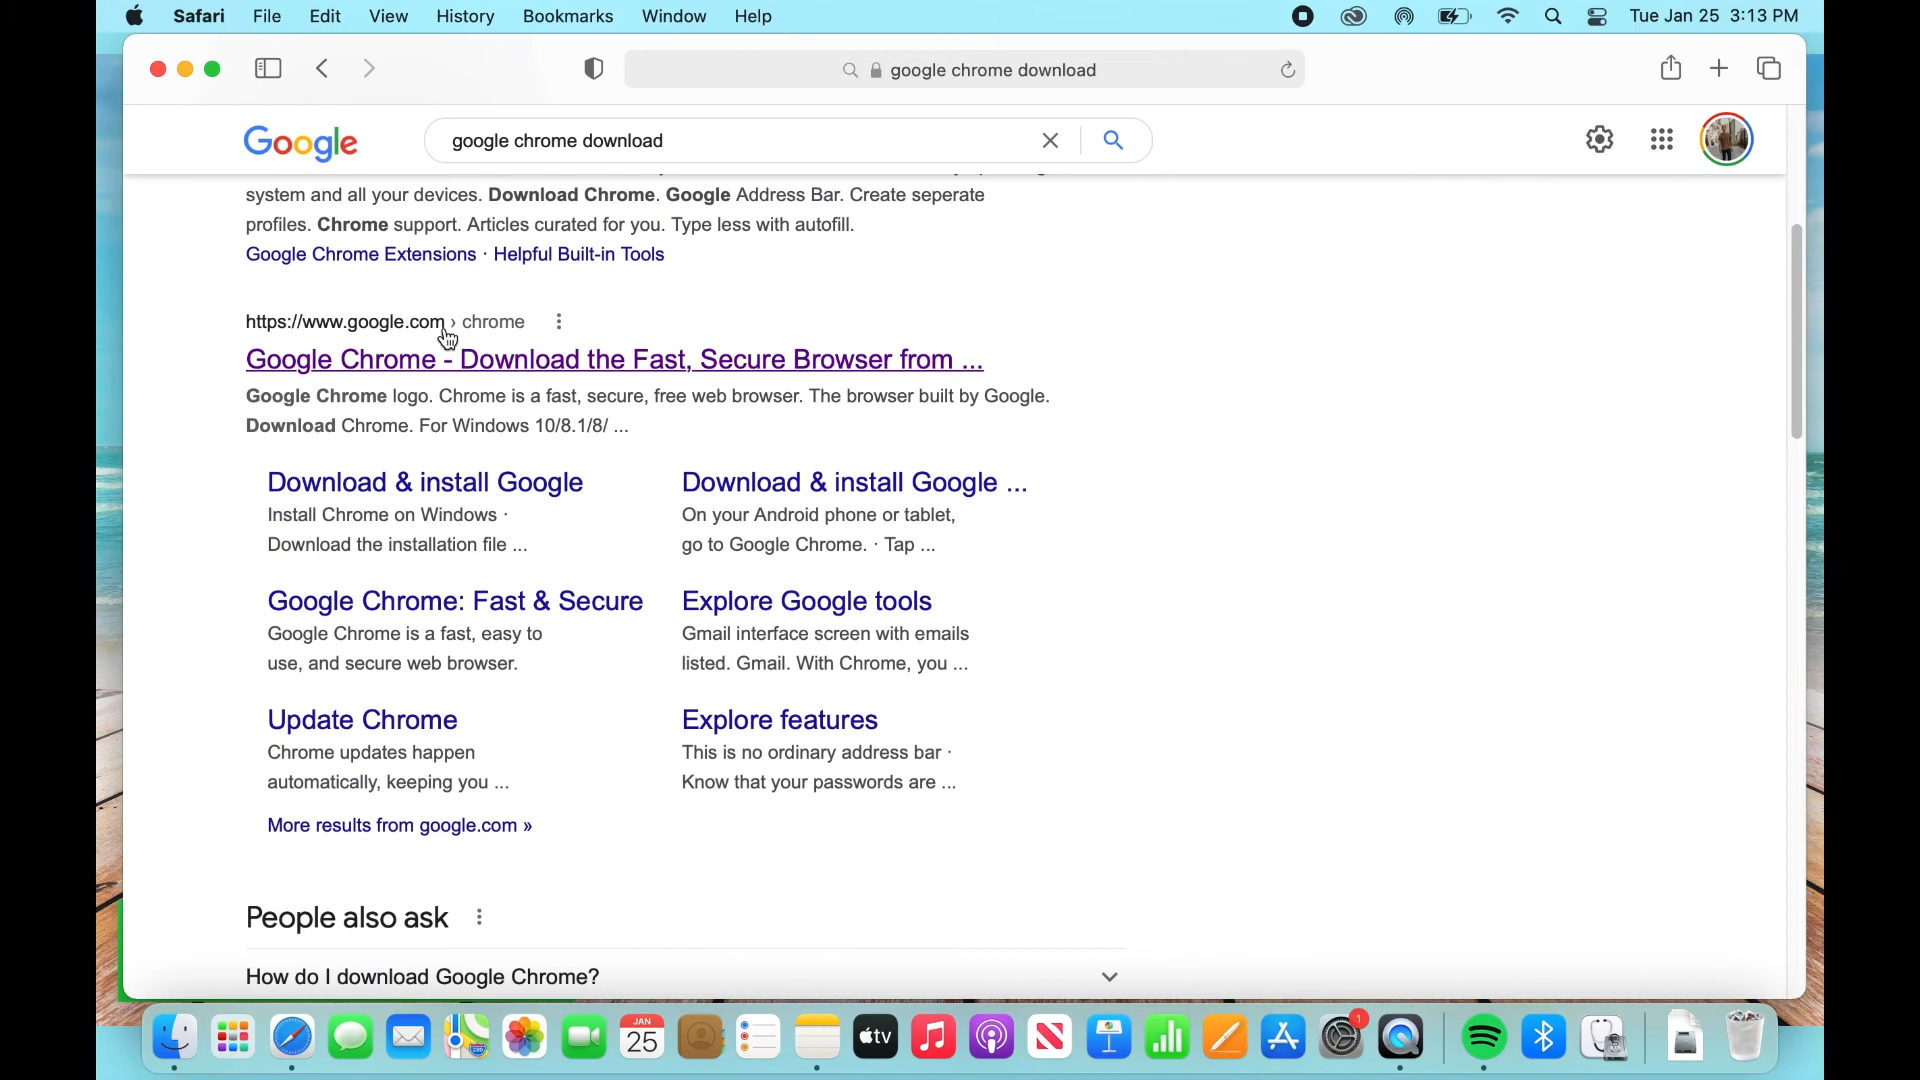 Safari File Edit View History Bookmarks Window Help Tue Jan 25 3:13 PM
google chrome download
Google google chrome download
system and all your devices. Download Chrome. Google Address Bar. Create seperate
profiles. Chrome support. Articles curated for you. Type less with autofill.
Google Chrome Extensions · Helpful Built-in Tools
https://www.google.com › chrome
Google Chrome - Download the Fast, Secure Browser from ...
Google Chrome logo. Chrome is a fast, secure, free web browser. The browser built by Google.
Download Chrome. For Windows 10/8.1/8/ ...
Download & install Google
Install Chrome on Windows ·
Download the installation file ...
Download & install Google ...
On your Android phone or tablet,
go to Google Chrome. · Tap ...
Google Chrome: Fast & Secure
Google Chrome is a fast, easy to
use, and secure web browser.
Explore Google tools
Gmail interface screen with emails
listed. Gmail. With Chrome, you ...
Update Chrome
Chrome updates happen
automatically, keeping you ...
Explore features
This is no ordinary address bar ·
Know that your passwords are ...
More results from google.com »
People also ask
How do I download Google Chrome?
JAN
25
tv
1